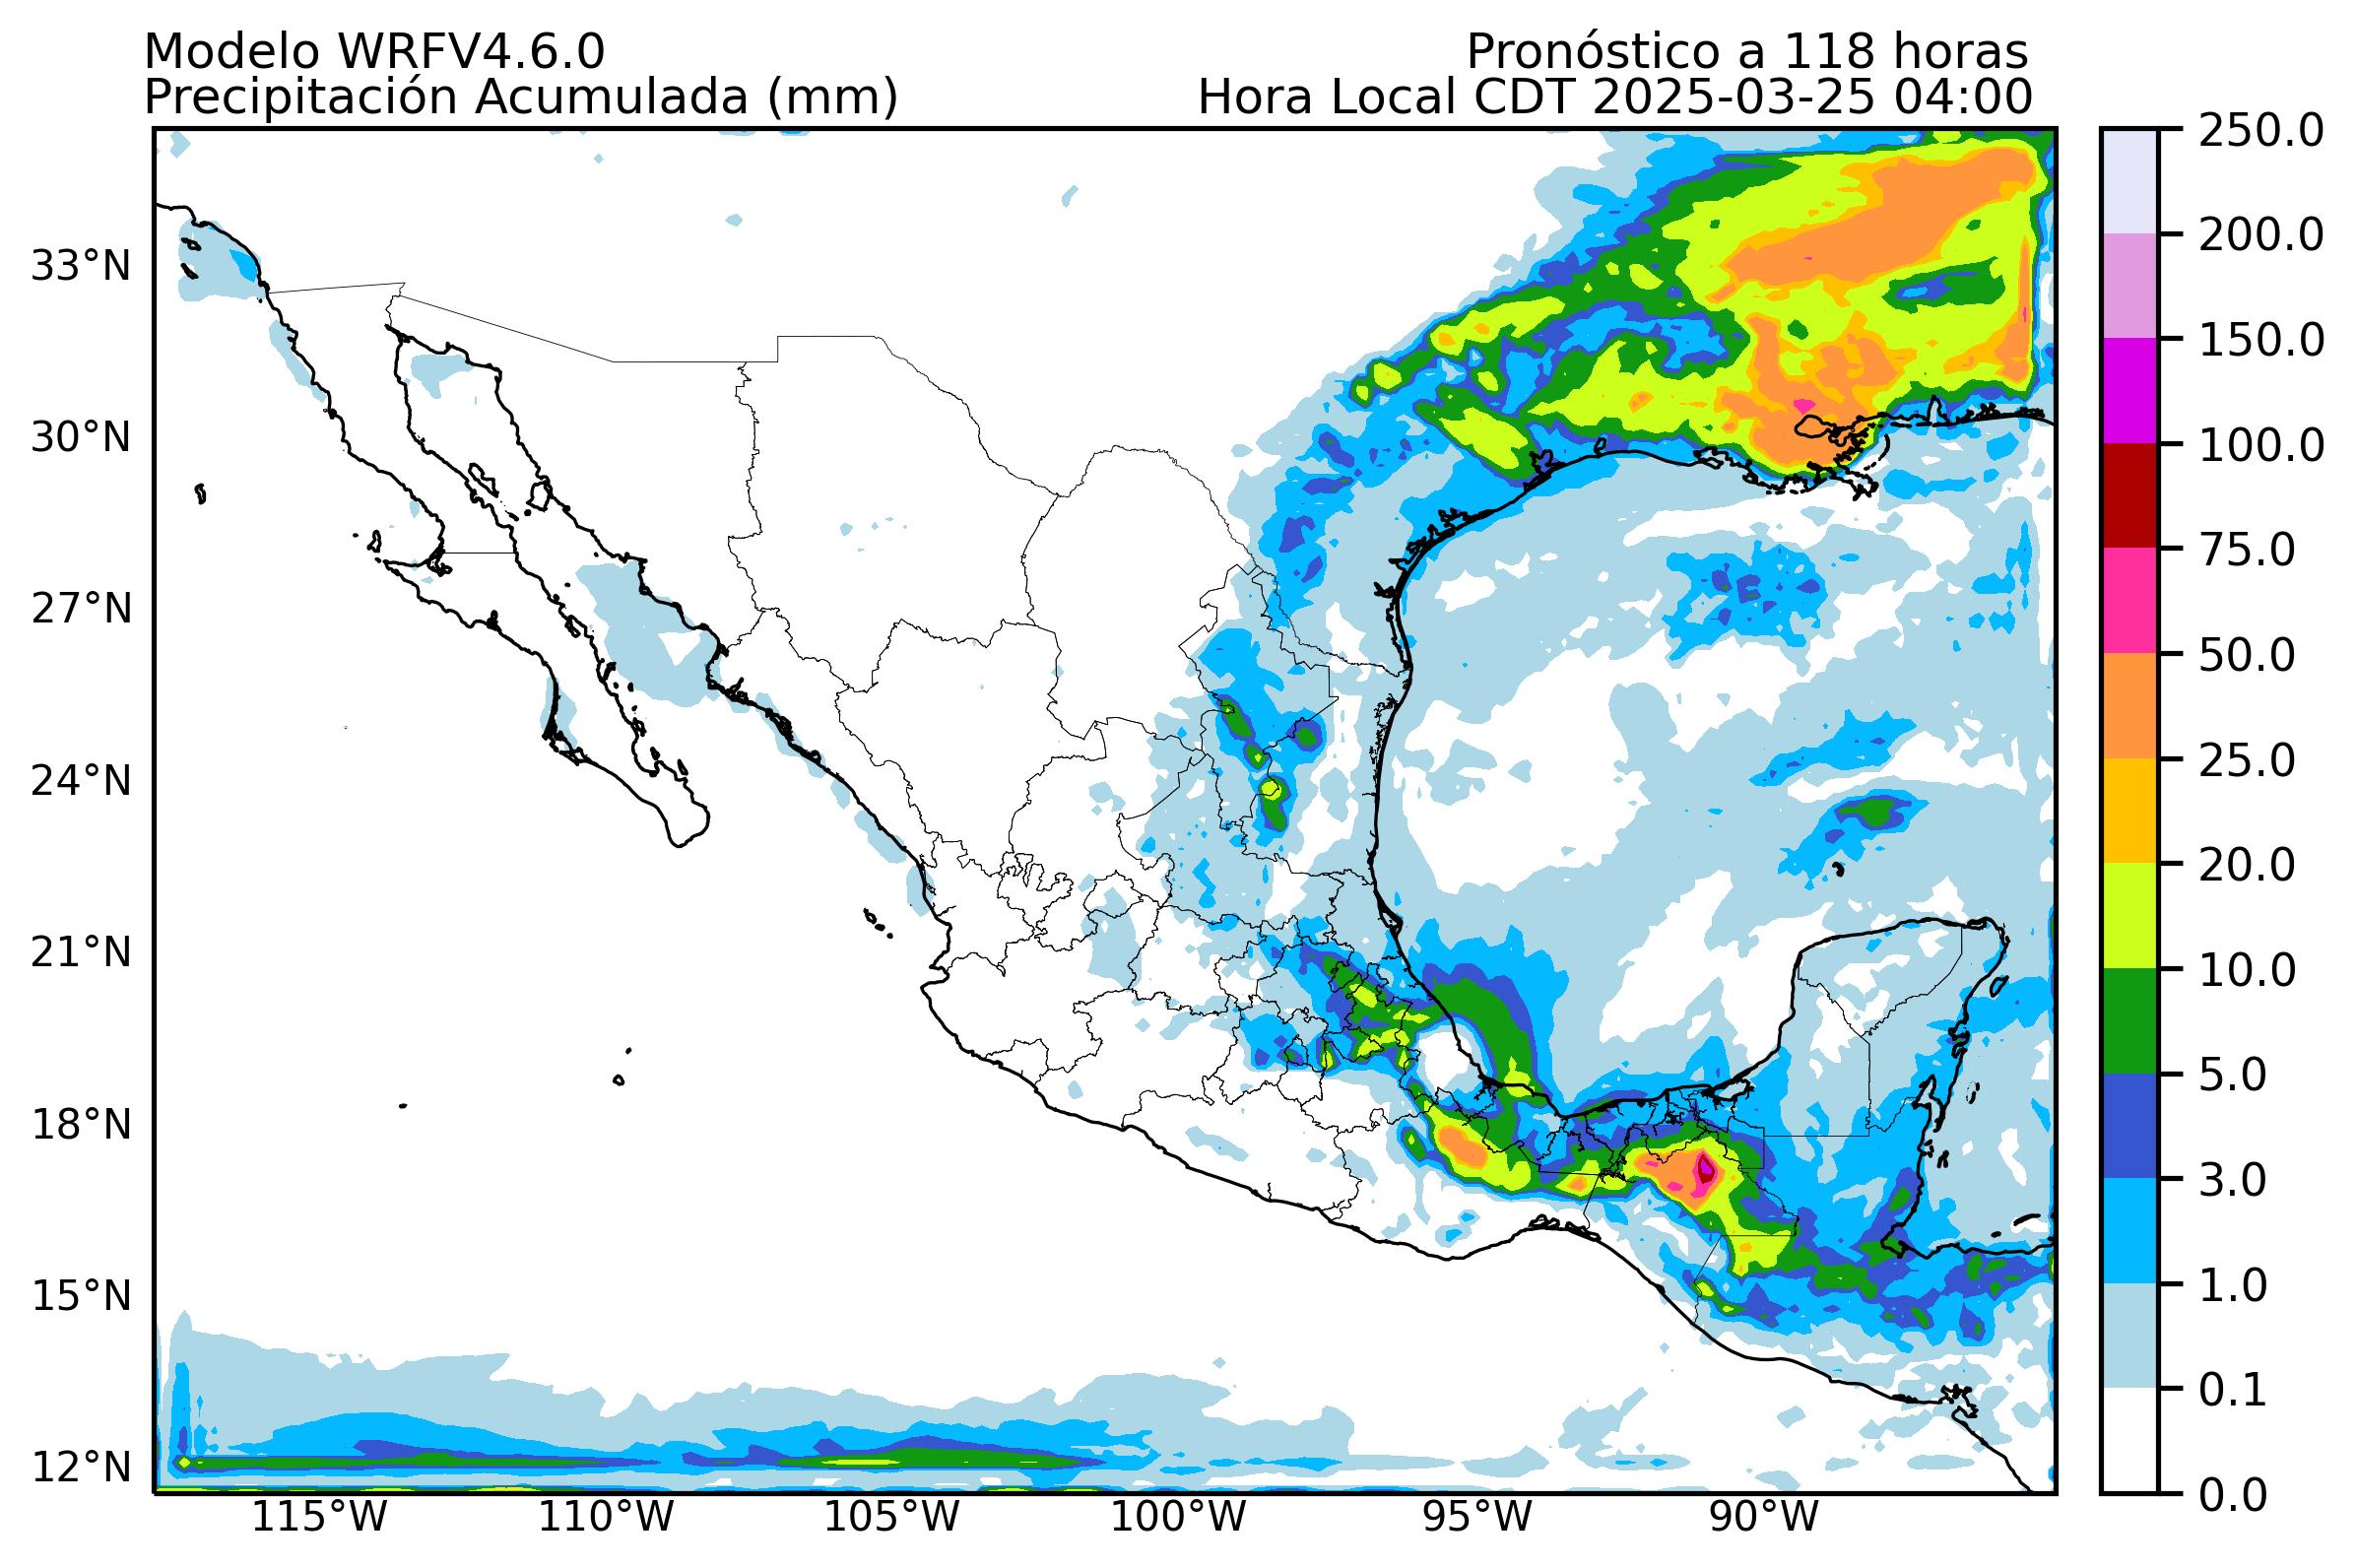 Modelo WRFV4.6.0
Pronóstico a 118 horas
Precipitación Acumulada (mm)
Hora Local CDT 2025-03-25 04:00
33°N
30°N
27°N
24°N
21°N
18°N
15°N
12°N
115°W
110°W
105°W
100°W
95°W
90°W
250.0
200.0
150.0
100.0
75.0
50.0
25.0
20.0
10.0
5.0
3.0
1.0
0.1
0.0